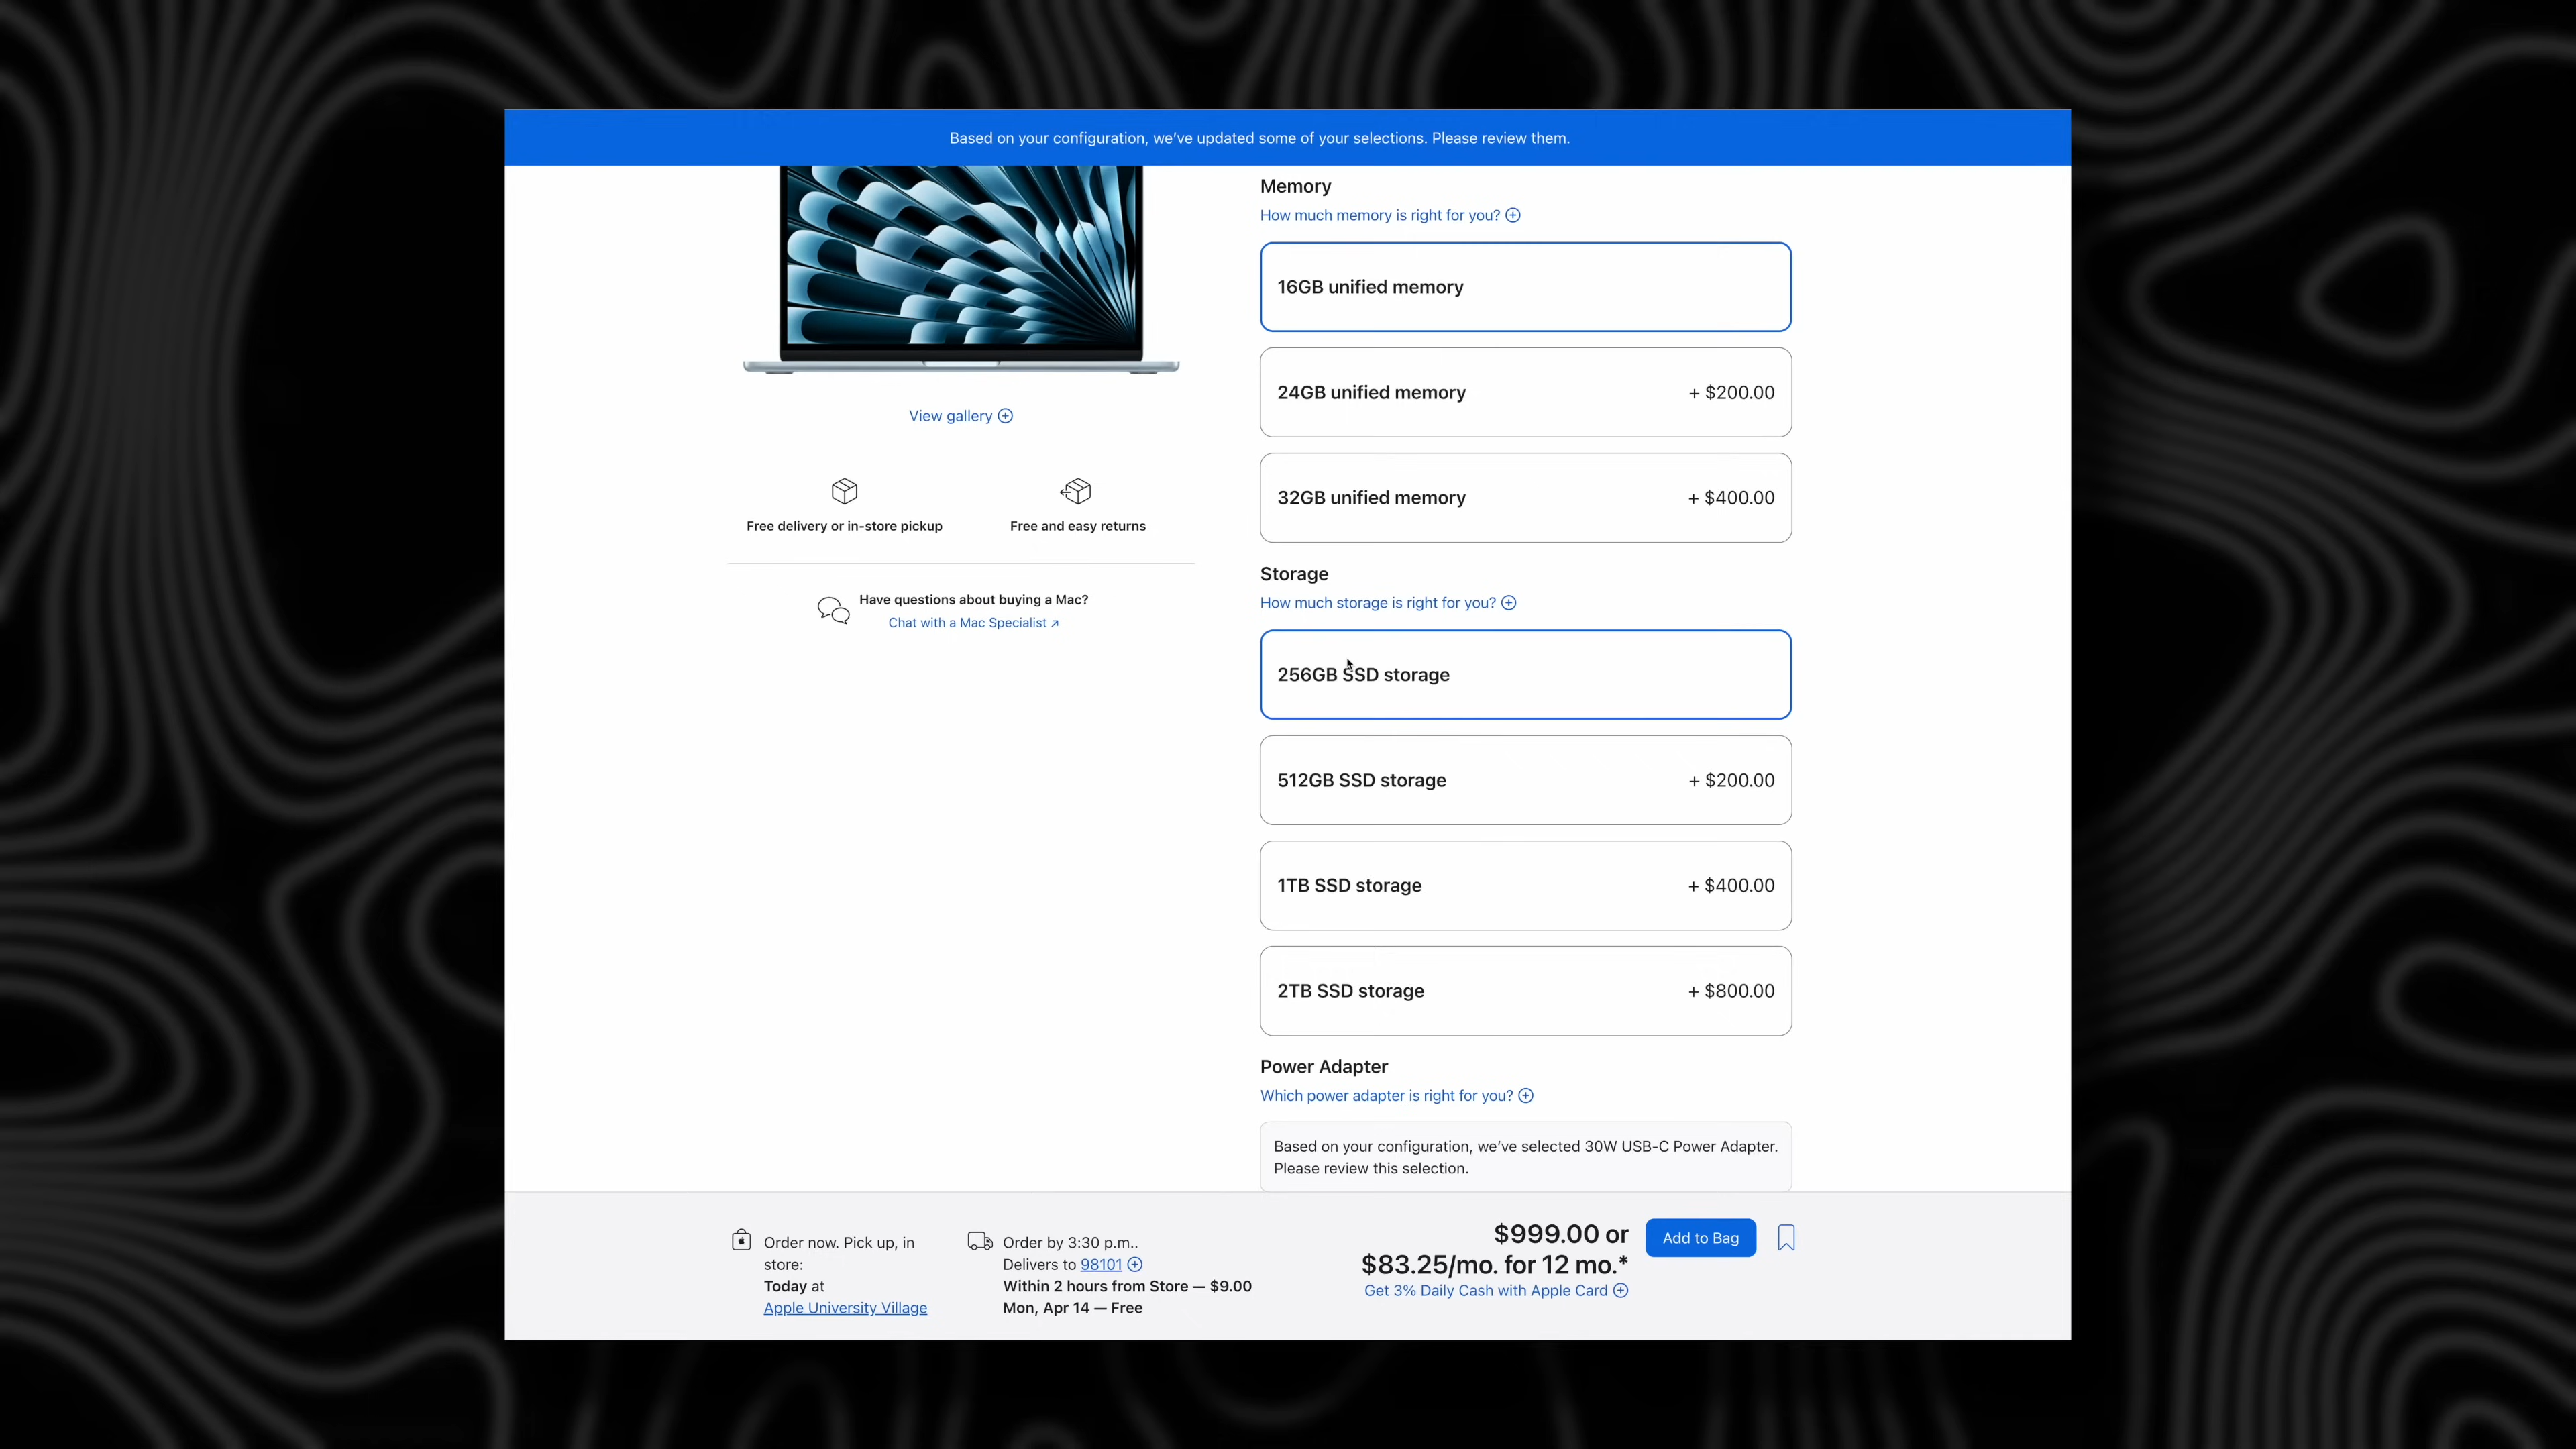 Based on your configuration, we've updated some of your selections. Please review them.
View gallery
Free delivery or in-store pickup
Free and easy returns
Have questions about buying a Mac?
Chat with a Mac Specialist ↗
Memory
How much memory is right for you?
16GB unified memory
24GB unified memory + $200.00
32GB unified memory + $400.00
Storage
How much storage is right for you?
256GB SSD storage
512GB SSD storage + $200.00
1TB SSD storage + $400.00
2TB SSD storage + $800.00
Power Adapter
Which power adapter is right for you?
Based on your configuration, we've selected 30W USB-C Power Adapter.
Please review this selection.
Order now. Pick up, in
store:
Today at
Apple University Village
Order by 3:30 p.m..
Delivers to 98101
Within 2 hours from Store — $9.00
Mon, Apr 14 — Free
$999.00 or
$83.25/mo. for 12 mo.*
Get 3% Daily Cash with Apple Card
Add to Bag